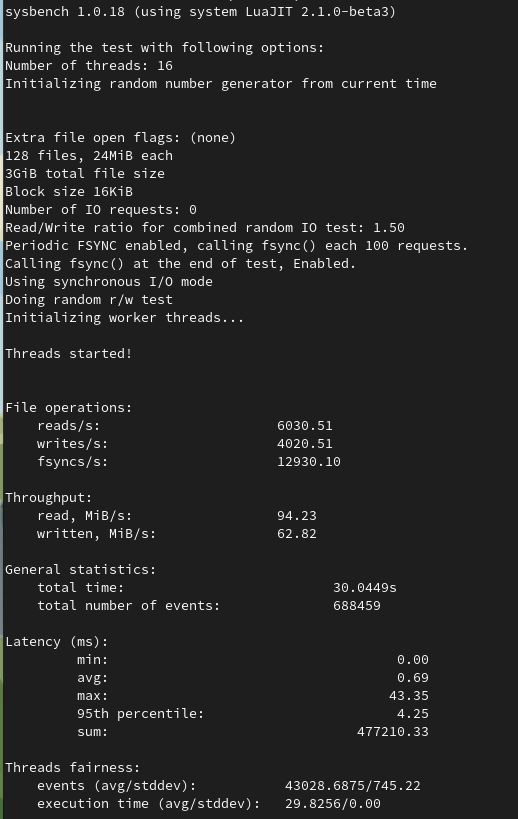 sysbench 1.0.18 (using system LuaJIT 2.1.0-beta3)
Running the test with following options:
Number of threads: 16
Initializing random number generator from current time
Extra file open flags: (none)
128 files, 24MiB each
3GiB total file size
Block size 16KiB
Number of IO requests: 0
Read/Write ratio for combined random IO test: 1.50
Periodic FSYNC enabled, calling fsync() each 100 requests.
Calling fsync() at the end of test, Enabled.
Using synchronous I/O mode
Doing random r/w test
Initializing worker threads...
Threads started!
File operations:
reads/s: 6030.51
writes/s: 4020.51
fsyncs/s: 12930.10
Throughput:
read, MiB/s: 94.23
written, MiB/s: 62.82
General statistics:
total time: 30.0449s
total number of events: 688459
Latency (ms):
min: 0.00
avg: 0.69
max: 43.35
95th percentile: 4.25
sum: 477210.33
Threads fairness:
events (avg/stddev): 43028.6875/745.22
execution time (avg/stddev): 29.8256/0.00